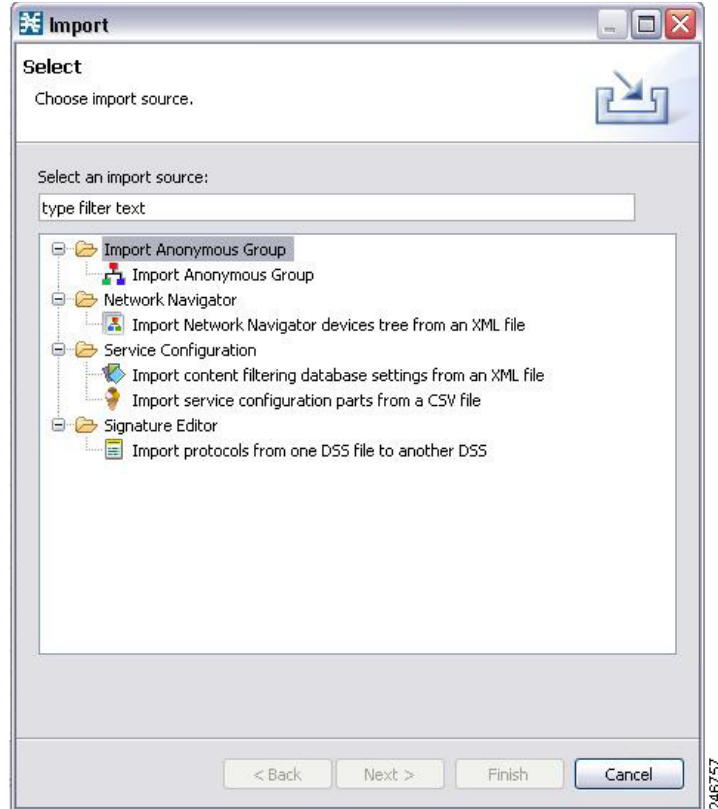 Import
Select
Choose import source.
Select an import source:
type filter text
Import Anonymous Group
Import Anonymous Group
Network Navigator
Import Network Navigator devices tree from an XML file
Service Configuration
Import content filtering database settings from an XML file
Import service configuration parts from a CSV file
Signature Editor
Import protocols from one DSS file to another DSS
< Back
Next >
Finish
Cancel